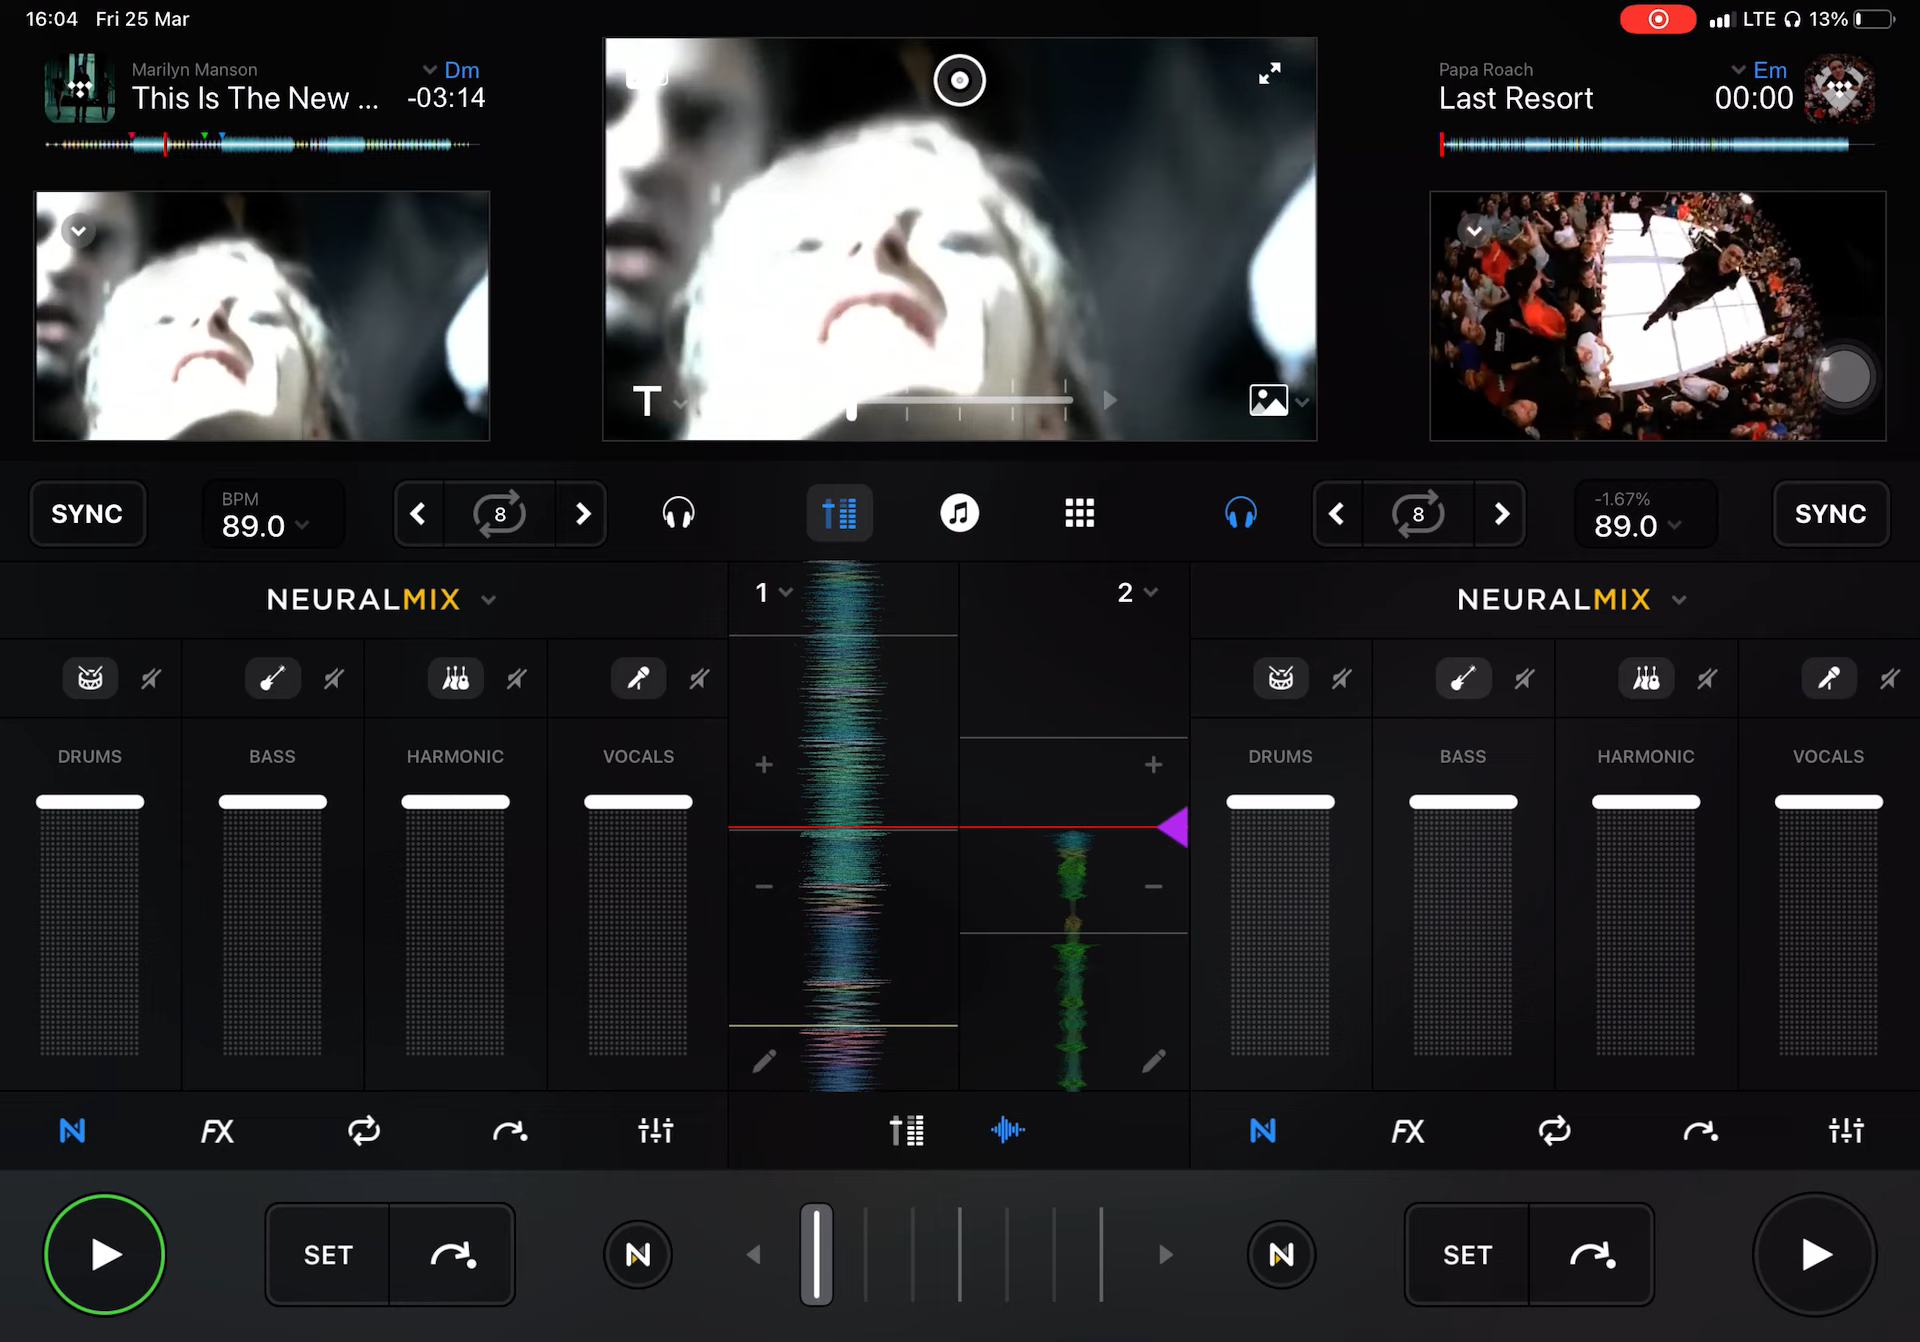 16:04 Fri 25 Mar
LTE 13%
Marilyn Manson
Dm
This Is The New ...
-03:14
Papa Roach
Em
Last Resort
00:00
T
SYNC
BPM
89.0
8
8
-1.67%
89.0
SYNC
NEURALMIX
1
2
NEURALMIX
DRUMS BASS HARMONIC VOCALS
DRUMS BASS HARMONIC VOCALS
N FX
N FX
SET
N
N
SET